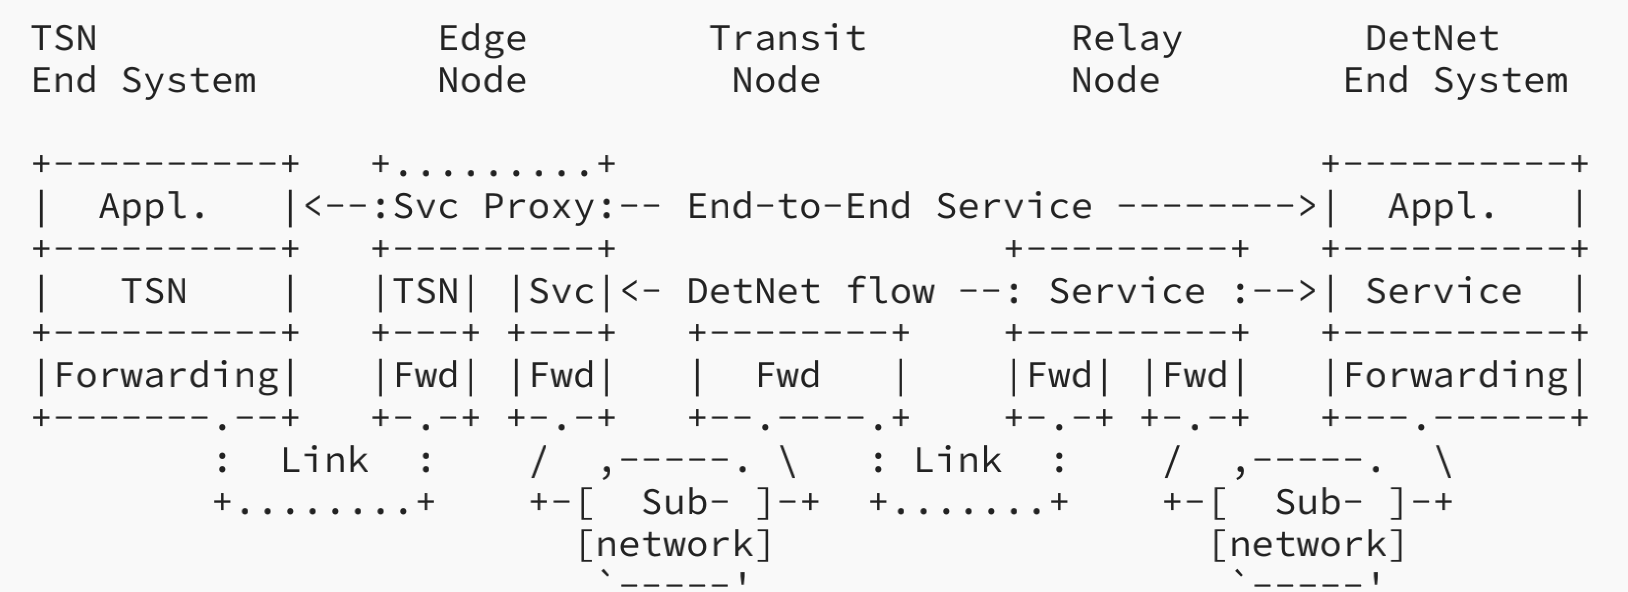 TSN                Edge        Transit         Relay        DetNet
End System         Node         Node           Node        End System

+----------+   +.........+                                +----------+
|  Appl.   |<--:Svc Proxy:-- End-to-End Service --------->|  Appl.   |
+----------+   +---------+                  +---------+   +----------+
|   TSN    |   |TSN| |Svc|<- DetNet flow --: Service :-->| Service  |
+----------+   +---+ +---+   +---------+    +---------+   +----------+
|Forwarding|   |Fwd| |Fwd|   |  Fwd    |    |Fwd| |Fwd|   |Forwarding|
+-------.--+   +-.-+ +-.-+   +--.----.+     +-.-+ +-.-+   +---.------+
        :  Link  :    /  ,-----. \   : Link  :    /  ,-----.  \
        +........+    +-[  Sub- ]-+  +.......+    +-[  Sub- ]-+
                        [network]                   [network]
                         `-----'                     `-----'